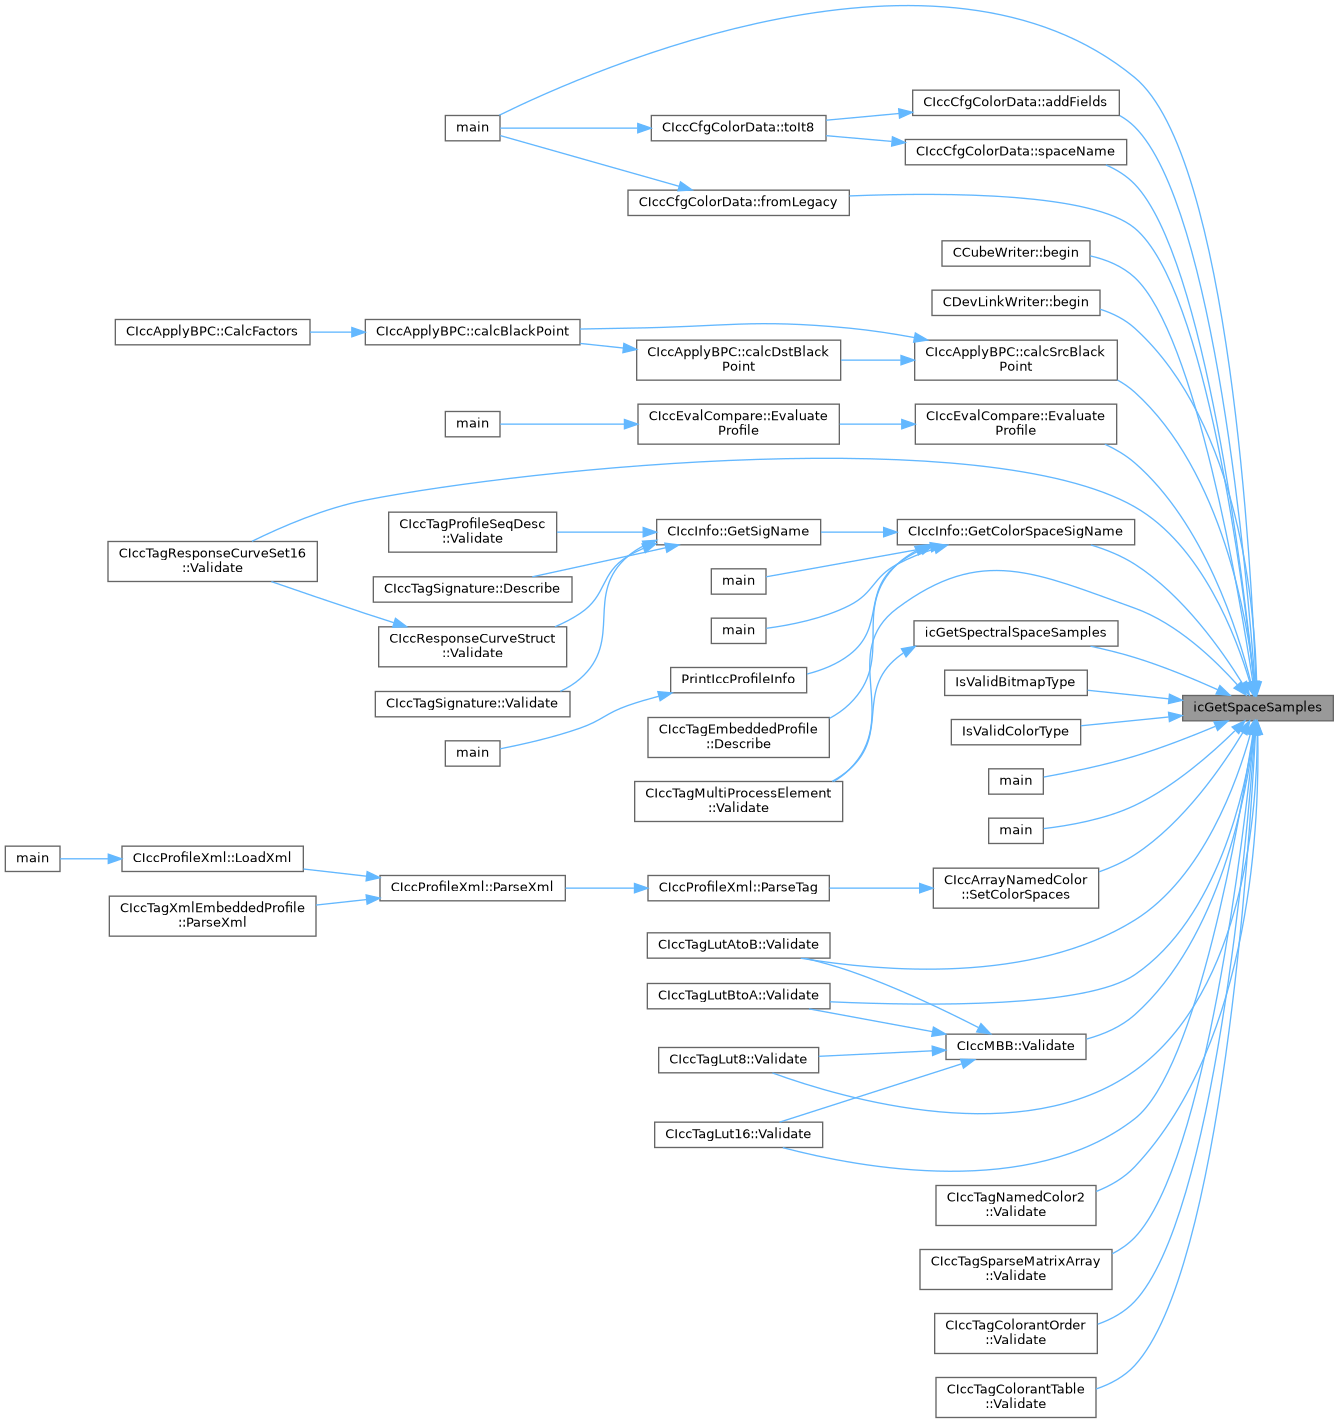 main
CIccCfgColorData::toIt8
CIccCfgColorData::addFields
CIccCfgColorData::spaceName
CIccCfgColorData::fromLegacy
CCubeWriter::begin
CDevLinkWriter::begin
CIccApplyBPC::CalcFactors
CIccApplyBPC::calcBlackPoint
CIccApplyBPC::calcDstBlack
Point
CIccApplyBPC::calcSrcBlack
Point
main
CIccEvalCompare::Evaluate
Profile
CIccEvalCompare::Evaluate
Profile
CIccTagResponseCurveSet16
::Validate
CIccTagProfileSeqDesc
::Validate
CIccInfo::GetSigName
CIccInfo::GetColorSpaceSigName
CIccTagSignature::Describe
main
main
CIccResponseCurveStruct
::Validate
icGetSpectralSpaceSamples
CIccTagSignature::Validate
PrintIccProfileInfo
IsValidBitmapType
icGetSpaceSamples
main
CIccTagEmbeddedProfile
::Describe
IsValidColorType
CIccTagMultiProcessElement
::Validate
main
main
main
CIccProfileXml::LoadXml
CIccTagXmlEmbeddedProfile
::ParseXml
CIccProfileXml::ParseXml
CIccProfileXml::ParseTag
CIccArrayNamedColor
::SetColorSpaces
CIccTagLutAtoB::Validate
CIccTagLutBtoA::Validate
CIccMBB::Validate
CIccTagLut8::Validate
CIccTagLut16::Validate
CIccTagNamedColor2
::Validate
CIccTagSparseMatrixArray
::Validate
CIccTagColorantOrder
::Validate
CIccTagColorantTable
::Validate